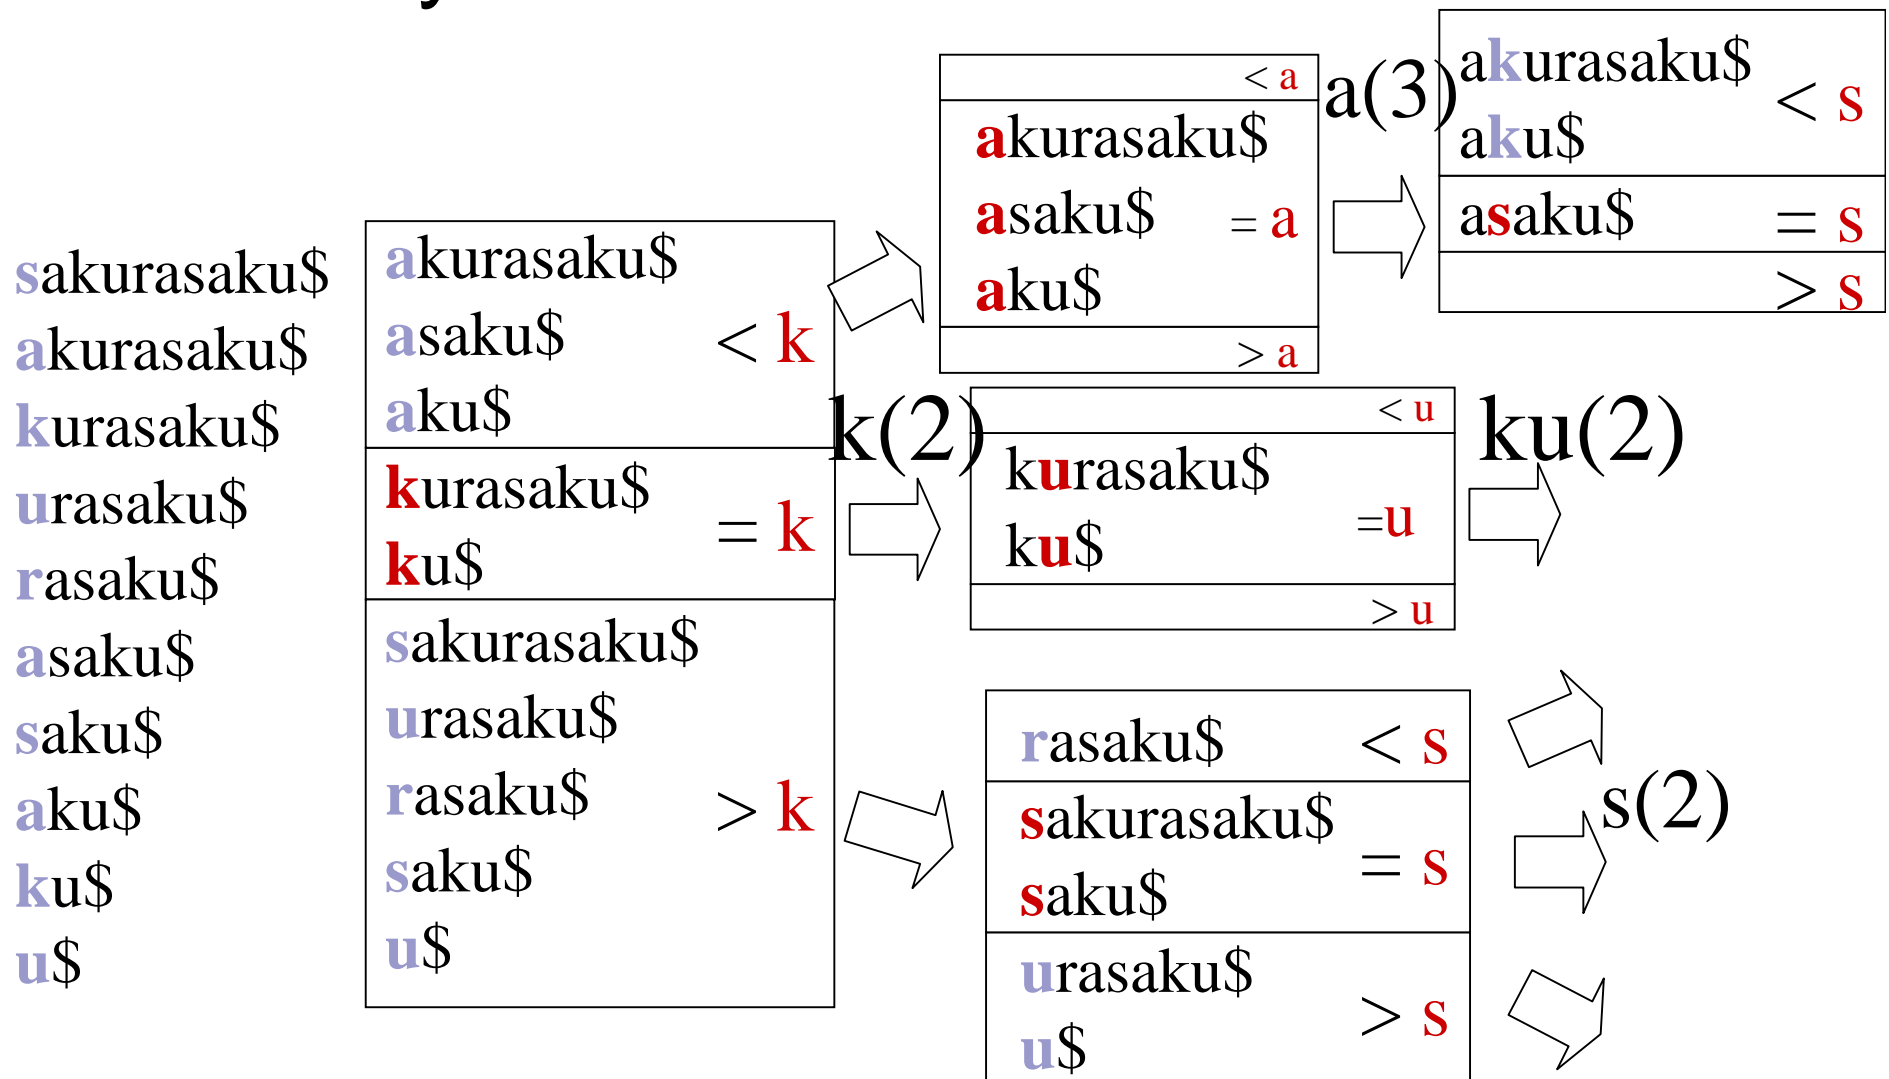 sakurasaku$
akurasaku$
kurasaku$
urasaku$
rasaku$
asaku$
saku$
aku$
ku$
u$
akurasaku$
asaku$
< k
aku$
kurasaku$
= k
ku$
sakurasaku$
urasaku$
rasaku$
> k
saku$
u$
< a
akurasaku$
asaku$ = a
aku$
> a
a(3)
akurasaku$
< s
aku$
asaku$ = s
> s
k(2)
< u
kurasaku$
=u
ku$
> u
ku(2)
rasaku$ < s
sakurasaku$
= s
saku$
urasaku$
> s
u$
s(2)